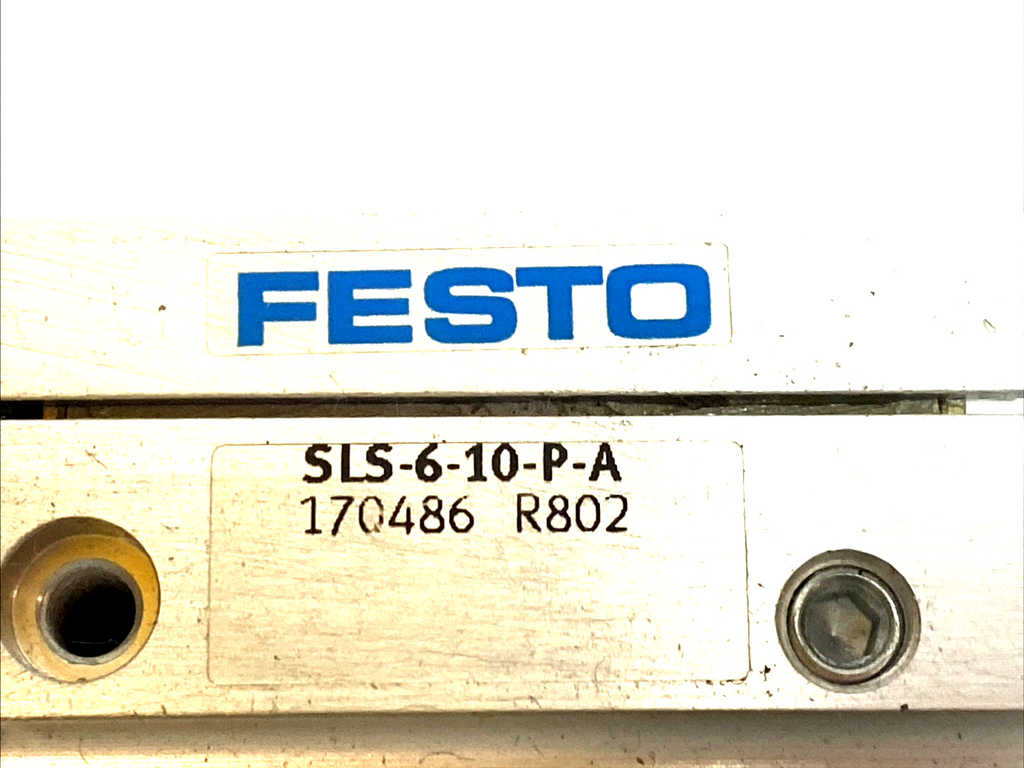 FESTO
SLS-6-10-P-A
170486 R802